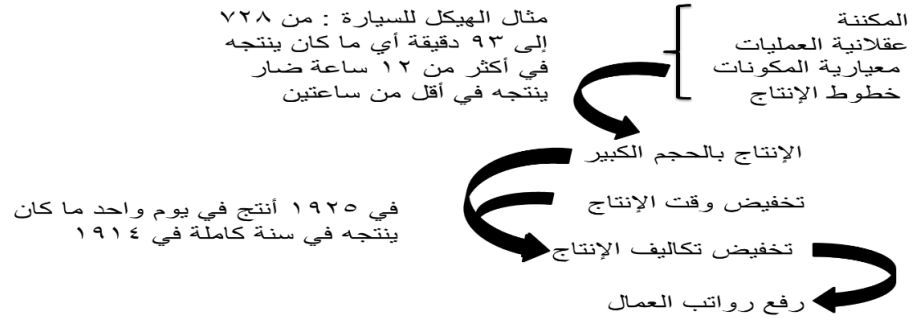 المكننة
عقلانية العمليات
معيارية المكونات
خطوط الإنتاج
مثال الهيكل للسيارة : من ٧٢٨
إلى ٩٣ دقيقة أي ما كان ينتجه
في أكثر من ١٢ ساعة ضار
ينتجه في أقل من ساعتين
الإنتاج بالحجم الكبير
تخفيض وقت الإنتاج
تخفيض تكاليف الإنتاج
رفع رواتب العمال
في ١٩٢٥ أنتج في يوم واحد ما كان
ينتجه في سنة كاملة في ١٩١٤